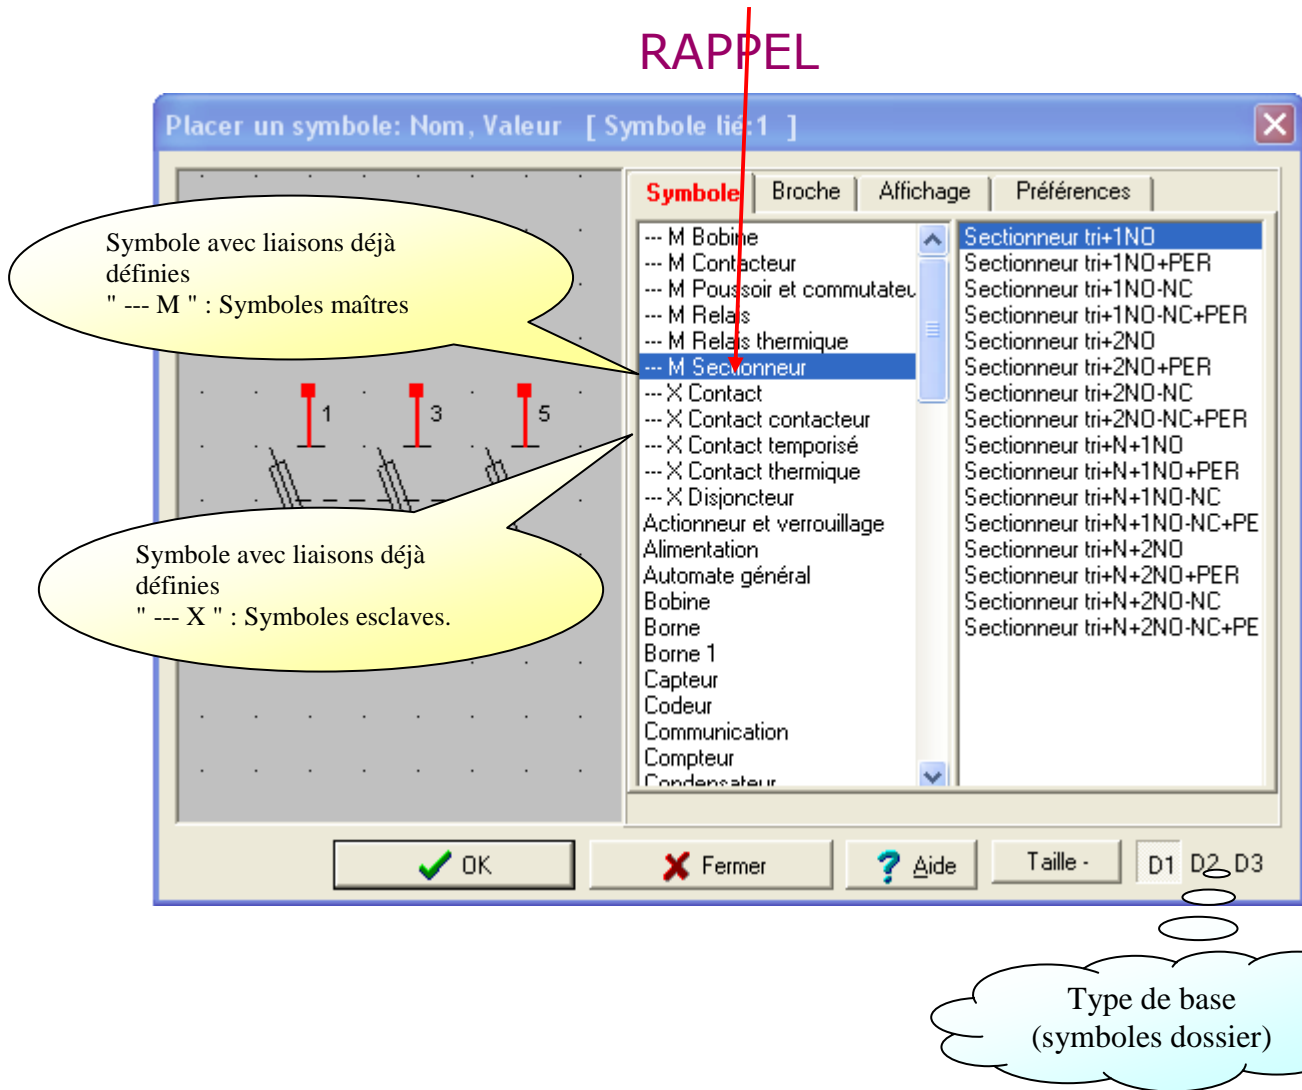 RAPPEL
Placer un symbole: Nom, Valeur [ Symbole lié:1 ]
Symbole Broche Affichage Préférences
Symbole avec liaisons déjà
définies
" --- M " : Symboles maîtres
1 3 5
Symbole avec liaisons déjà
définies
" --- X " : Symboles esclaves.
--- M Bobine
--- M Contacteur
--- M Poussoir et commutateu
--- M Relais
--- M Relais thermique
--- M Sectionneur
--- X Contact
--- X Contact contacteur
--- X Contact temporisé
--- X Contact thermique
--- X Disjoncteur
Actionneur et verrouillage
Alimentation
Automate général
Bobine
Borne
Borne 1
Capteur
Codeur
Communication
Compteur
Condensateur
Sectionneur tri+1NO
Sectionneur tri+1NO+PER
Sectionneur tri+1NO-NC
Sectionneur tri+1NO-NC+PER
Sectionneur tri+2NO
Sectionneur tri+2NO+PER
Sectionneur tri+2NO-NC
Sectionneur tri+2NO-NC+PER
Sectionneur tri+N+1NO
Sectionneur tri+N+1NO+PER
Sectionneur tri+N+1NO-NC
Sectionneur tri+N+1NO-NC+PE
Sectionneur tri+N+2NO
Sectionneur tri+N+2NO+PER
Sectionneur tri+N+2NO-NC
Sectionneur tri+N+2NO-NC+PE
OK Fermer Aide Taille - D1 D2 D3
Type de base
(symboles dossier)